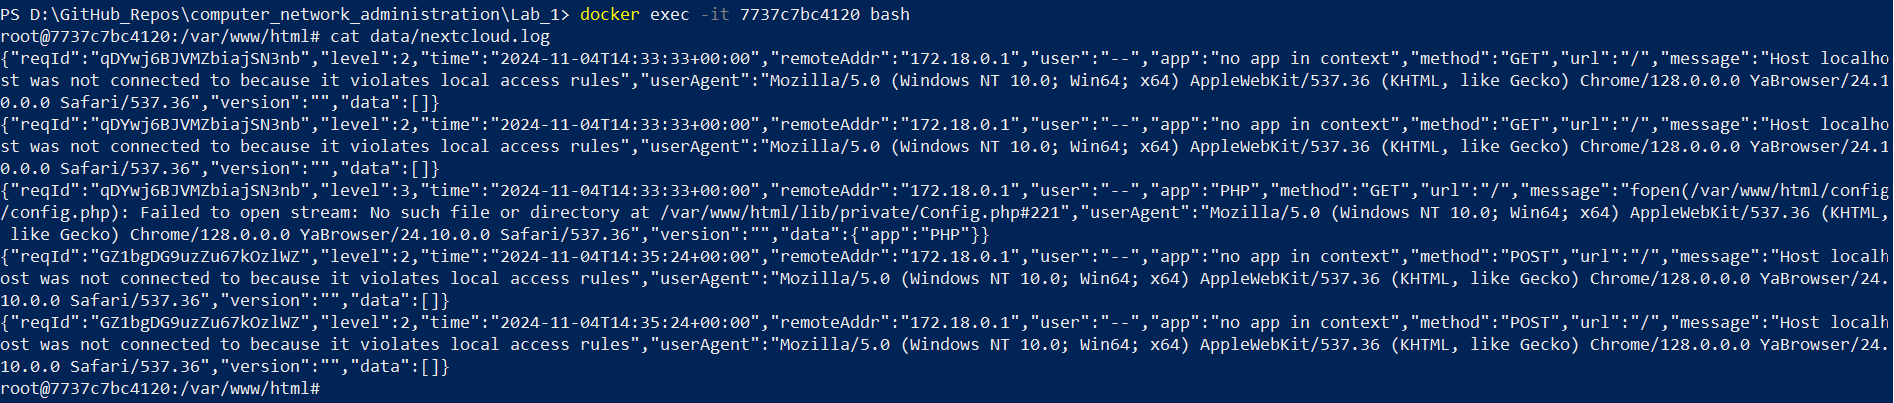 PS D:\GitHub_Repos\computer_network_administration\Lab_1> docker exec -it 7737c7bc4120 bash
root@7737c7bc4120:/var/www/html# cat data/nextcloud.log
{"reqId":"qDYwj6BJVMZbiajSN3nb","level":2,"time":"2024-11-04T14:33:33+00:00","remoteAddr":"172.18.0.1","user":"--","app":"no app in context","method":"GET","url":"/","message":"Host localho
st was not connected to because it violates local access rules","userAgent":"Mozilla/5.0 (Windows NT 10.0; Win64; x64) AppleWebKit/537.36 (KHTML, like Gecko) Chrome/128.0.0.0 YaBrowser/24.1
0.0.0 Safari/537.36","version":"","data":[]}
{"reqId":"qDYwj6BJVMZbiajSN3nb","level":2,"time":"2024-11-04T14:33:33+00:00","remoteAddr":"172.18.0.1","user":"--","app":"no app in context","method":"GET","url":"/","message":"Host localho
st was not connected to because it violates local access rules","userAgent":"Mozilla/5.0 (Windows NT 10.0; Win64; x64) AppleWebKit/537.36 (KHTML, like Gecko) Chrome/128.0.0.0 YaBrowser/24.1
0.0.0 Safari/537.36","version":"","data":[]}
{"reqId":"qDYwj6BJVMZbiajSN3nb","level":3,"time":"2024-11-04T14:33:33+00:00","remoteAddr":"172.18.0.1","user":"--","app":"PHP","method":"GET","url":"/","message":"fopen(/var/www/html/config
/config.php): Failed to open stream: No such file or directory at /var/www/html/lib/private/Config.php#221","userAgent":"Mozilla/5.0 (Windows NT 10.0; Win64; x64) AppleWebKit/537.36 (KHTML,
 like Gecko) Chrome/128.0.0.0 YaBrowser/24.10.0.0 Safari/537.36","version":"","data":{"app":"PHP"}}
{"reqId":"GZ1bgDG9uzZu67kOzlWZ","level":2,"time":"2024-11-04T14:35:24+00:00","remoteAddr":"172.18.0.1","user":"--","app":"no app in context","method":"POST","url":"/","message":"Host localh
ost was not connected to because it violates local access rules","userAgent":"Mozilla/5.0 (Windows NT 10.0; Win64; x64) AppleWebKit/537.36 (KHTML, like Gecko) Chrome/128.0.0.0 YaBrowser/24.
10.0.0 Safari/537.36","version":"","data":[]}
{"reqId":"GZ1bgDG9uzZu67kOzlWZ","level":2,"time":"2024-11-04T14:35:24+00:00","remoteAddr":"172.18.0.1","user":"--","app":"no app in context","method":"POST","url":"/","message":"Host localh
ost was not connected to because it violates local access rules","userAgent":"Mozilla/5.0 (Windows NT 10.0; Win64; x64) AppleWebKit/537.36 (KHTML, like Gecko) Chrome/128.0.0.0 YaBrowser/24.
10.0.0 Safari/537.36","version":"","data":[]}
root@7737c7bc4120:/var/www/html#